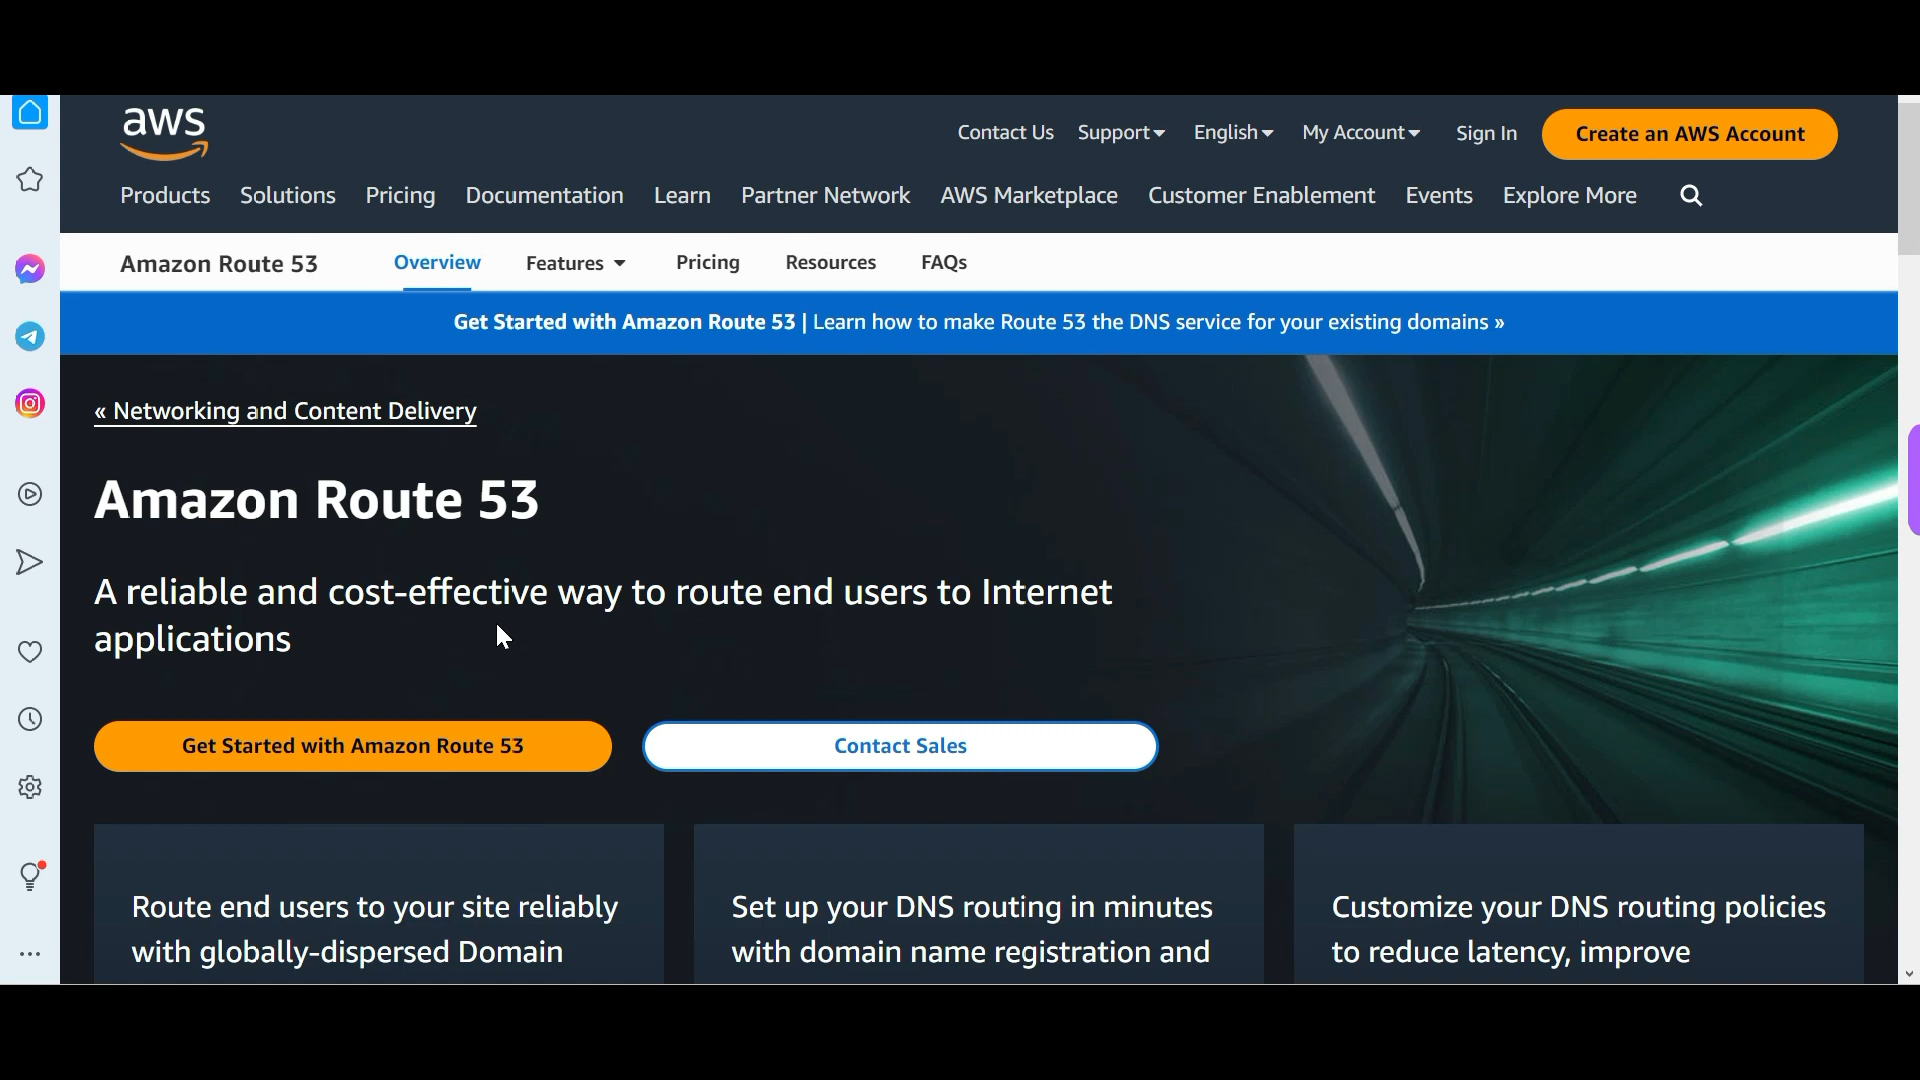 aws
Contact Us Support English My Account Sign In Create an AWS Account
Products Solutions Pricing Documentation Learn Partner Network AWS Marketplace Customer Enablement Events Explore More
Amazon Route 53 Overview Features Pricing Resources FAQs
Get Started with Amazon Route 53 | Learn how to make Route 53 the DNS service for your existing domains »
« Networking and Content Delivery
Amazon Route 53
A reliable and cost-effective way to route end users to Internet
applications
Get Started with Amazon Route 53 Contact Sales
Route end users to your site reliably
with globally-dispersed Domain
Set up your DNS routing in minutes
with domain name registration and
Customize your DNS routing policies
to reduce latency, improve